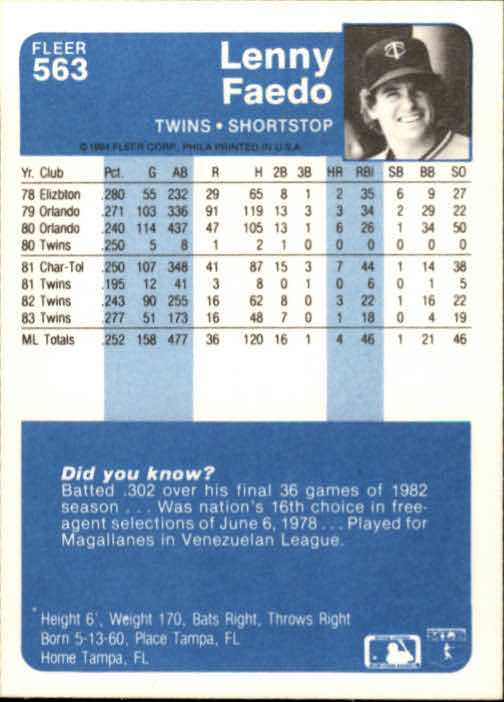 FLEER
563
Lenny
Faedo
TWINS • SHORTSTOP
© 1984 FLEER CORP., PHILA PRINTED IN U.S.A.
Yr. Club Pct. G AB R H 2B 3B HR RBI SB BB SO
78 Elizbton .280 55 232 29 65 8 1 2 35 6 9 27
79 Orlando .271 103 336 91 119 13 3 3 34 2 29 22
80 Orlando .240 114 437 47 105 13 1 6 26 1 34 50
80 Twins .250 5 8 1 2 1 0 0 0 0 0 0
81 Char-Tol .250 107 348 41 87 15 3 7 44 1 14 38
81 Twins .195 12 41 3 8 0 1 0 6 0 1 5
82 Twins .243 90 255 16 62 8 0 3 22 1 16 22
83 Twins .277 51 173 16 48 7 0 1 18 0 4 19
ML Totals .252 158 477 36 120 16 1 4 46 1 21 46
Did you know?
Batted .302 over his final 36 games of 1982
season . . . Was nation's 16th choice in free-
agent selections of June 6, 1978 . . . Played for
Magallanes in Venezuelan League.
Height 6', Weight 170, Bats Right, Throws Right
Born 5-13-60, Place Tampa, FL
Home Tampa, FL